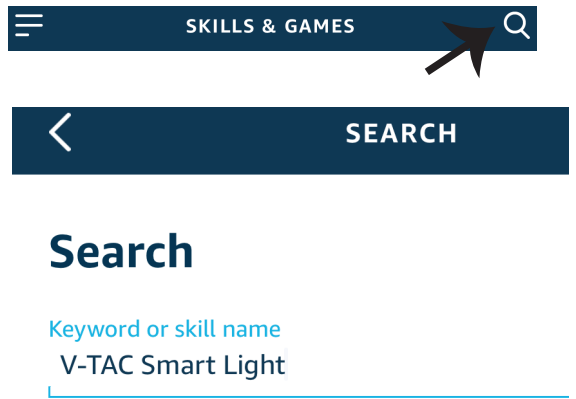 SKILLS & GAMES
SEARCH
Search
Keyword or skill name
V-TAC Smart Light